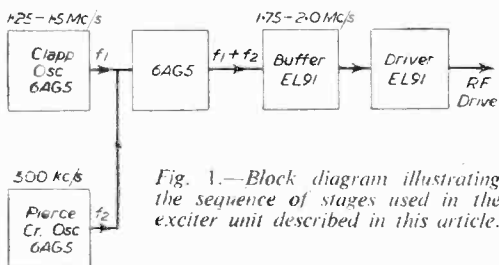 1·25 – 1·5 Mc/s
Clapp
Osc
6AG5
f1
6AG5
f1 + f2
1·75 – 2·0 Mc/s
Buffer
EL91
Driver
EL91
RF
Drive
500 kc/s
Pierce
Cr. Osc
6AG5
f2
Fig. 1.—Block diagram illustrating
the sequence of stages used in the
exciter unit described in this article.